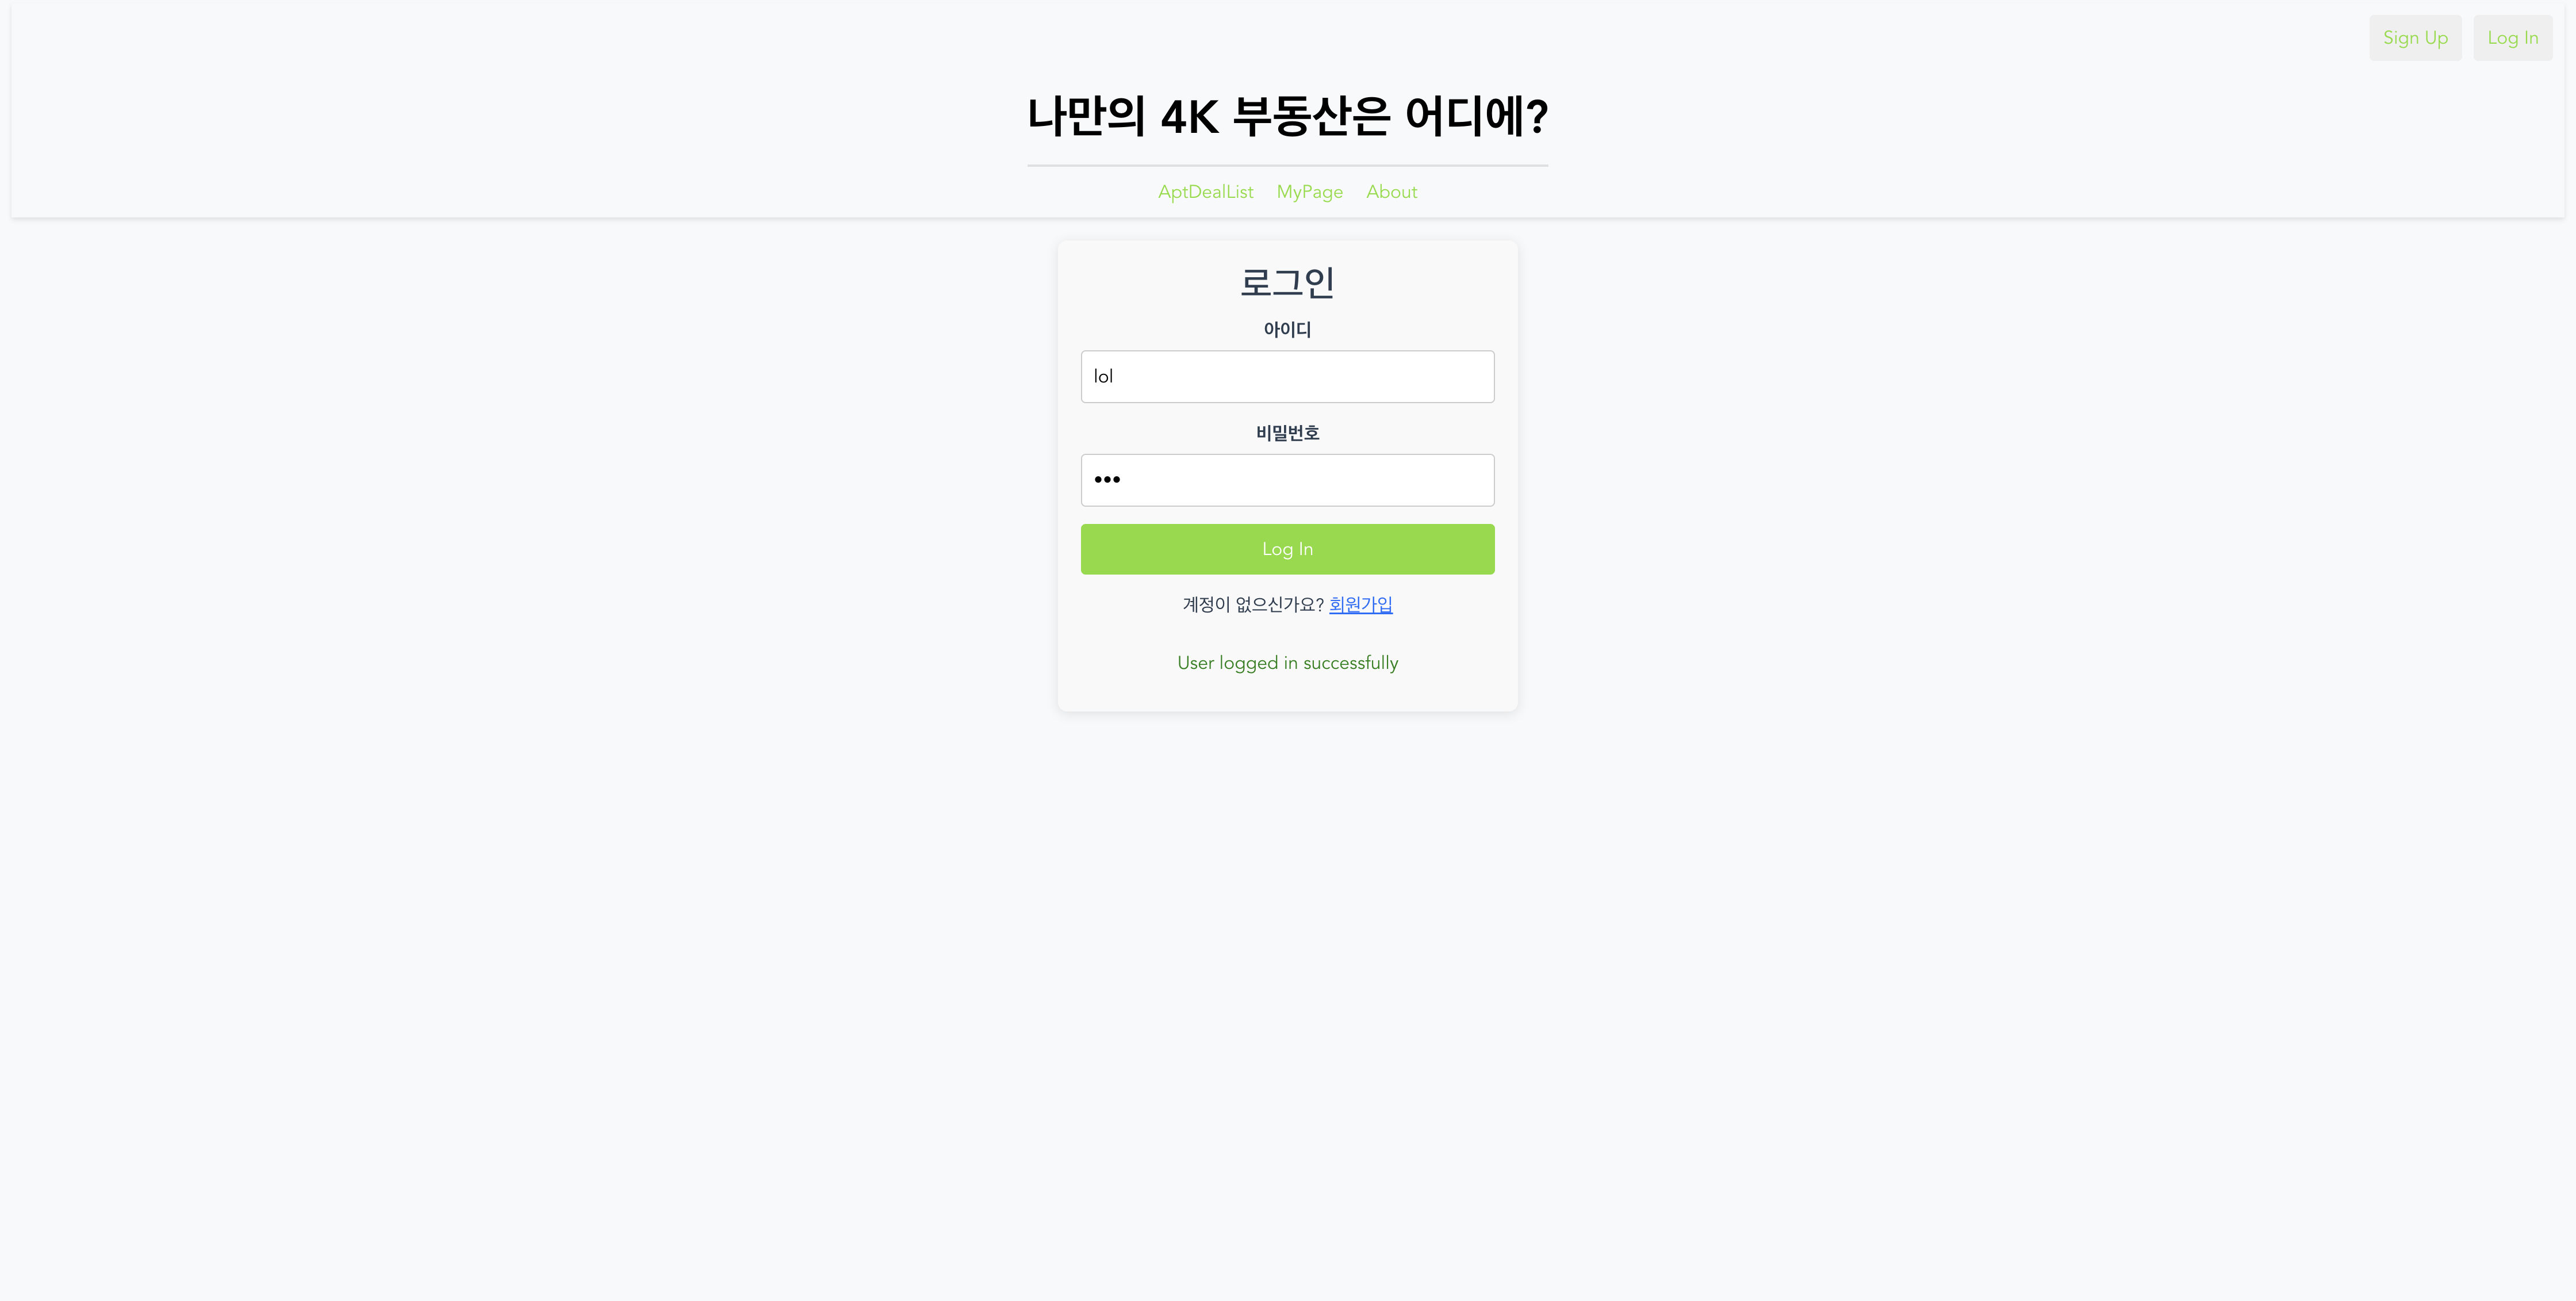 Sign Up Log In
나만의 4K 부동산은 어디에?
AptDealList MyPage About
로그인
아이디
lol
비밀번호
•••
Log In
계정이 없으신가요? 회원가입
User logged in successfully